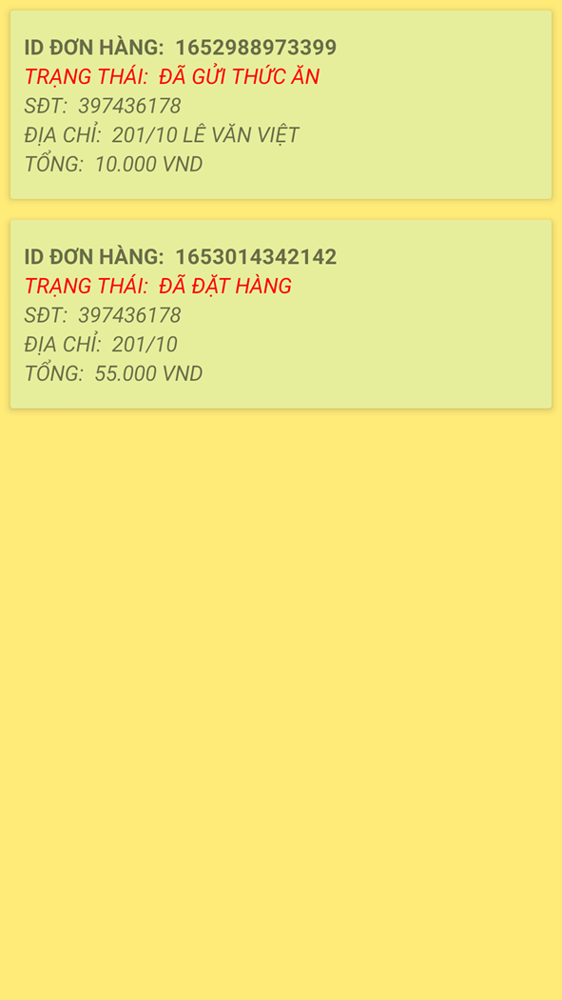 ID ĐƠN HÀNG: 1652988973399
TRẠNG THÁI: ĐÃ GỬI THỨC ĂN
SĐT: 397436178
ĐỊA CHỈ: 201/10 LÊ VĂN VIỆT
TỔNG: 10.000 VND
ID ĐƠN HÀNG: 1653014342142
TRẠNG THÁI: ĐÃ ĐẶT HÀNG
SĐT: 397436178
ĐỊA CHỈ: 201/10
TỔNG: 55.000 VND